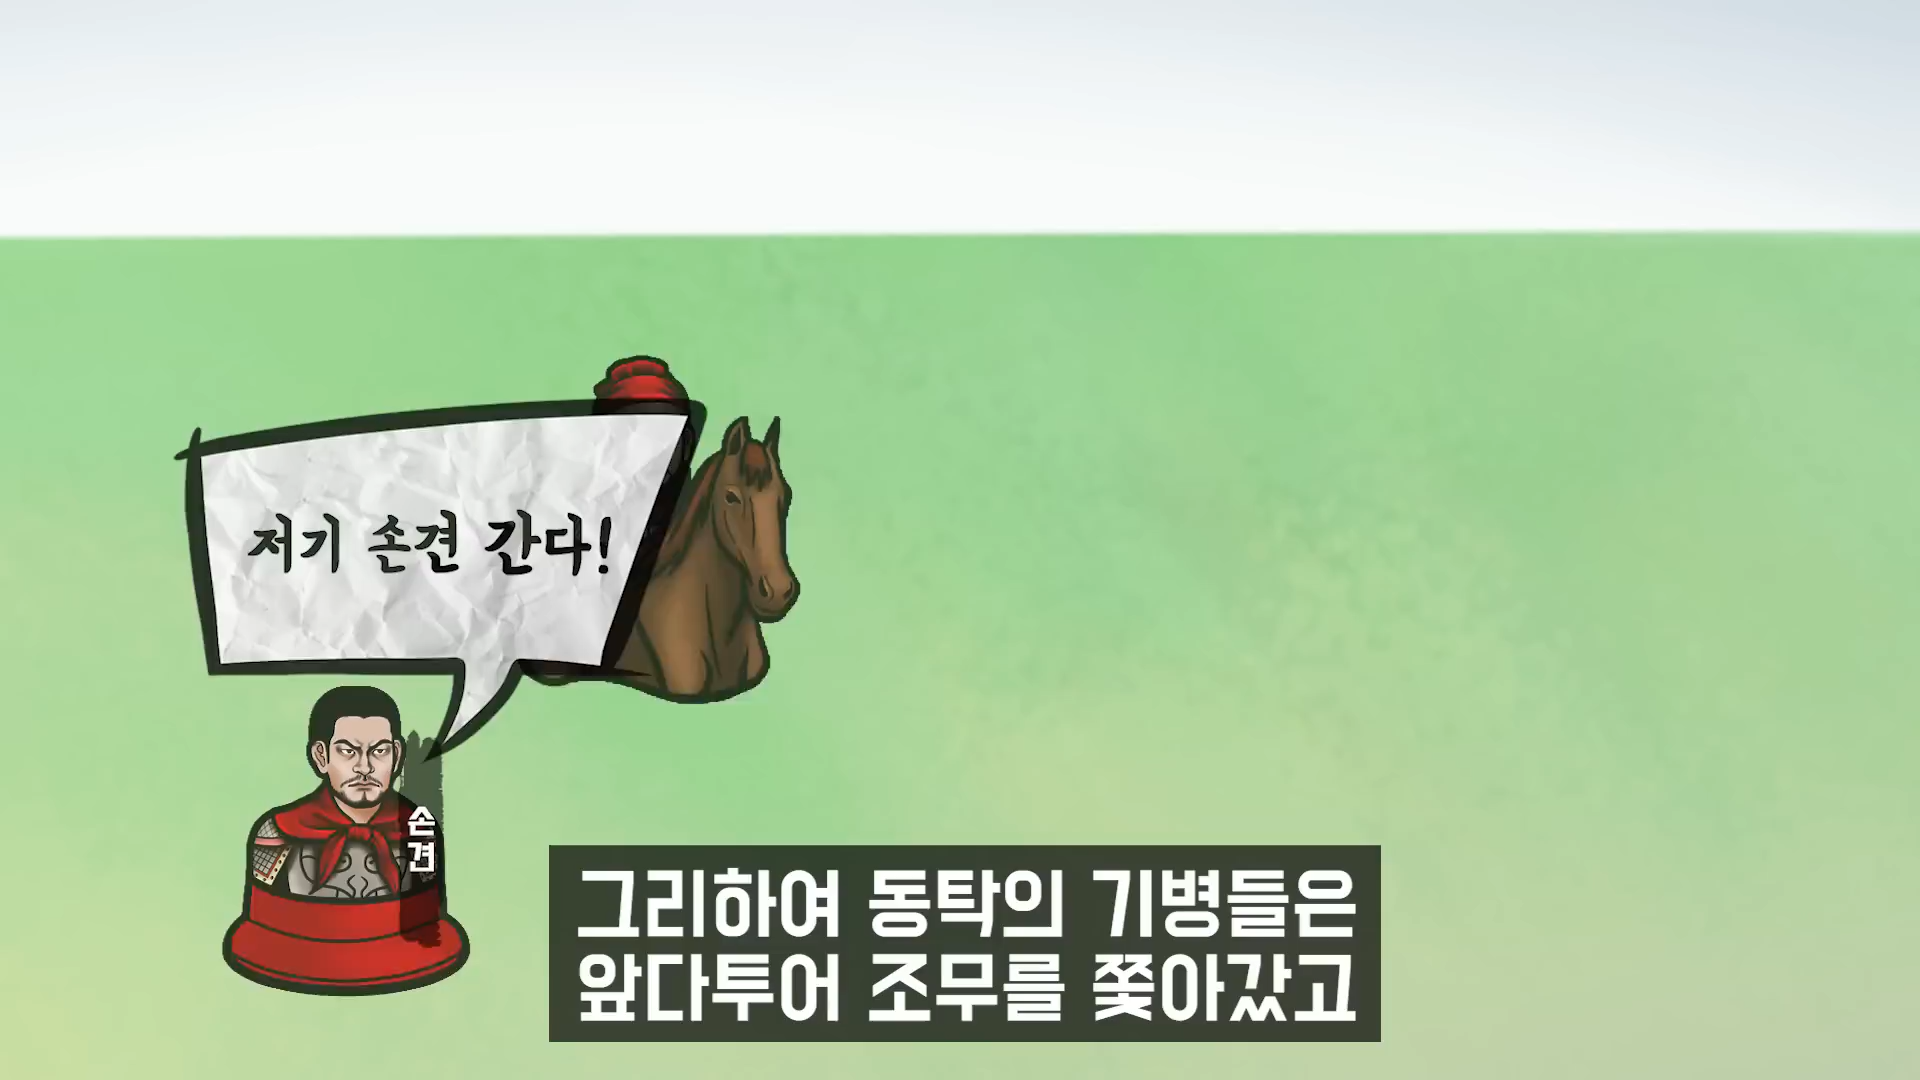 저기 손견 간다!
손견
그리하여 동탁의 기병들은
앞다투어 조무를 쫓아갔고